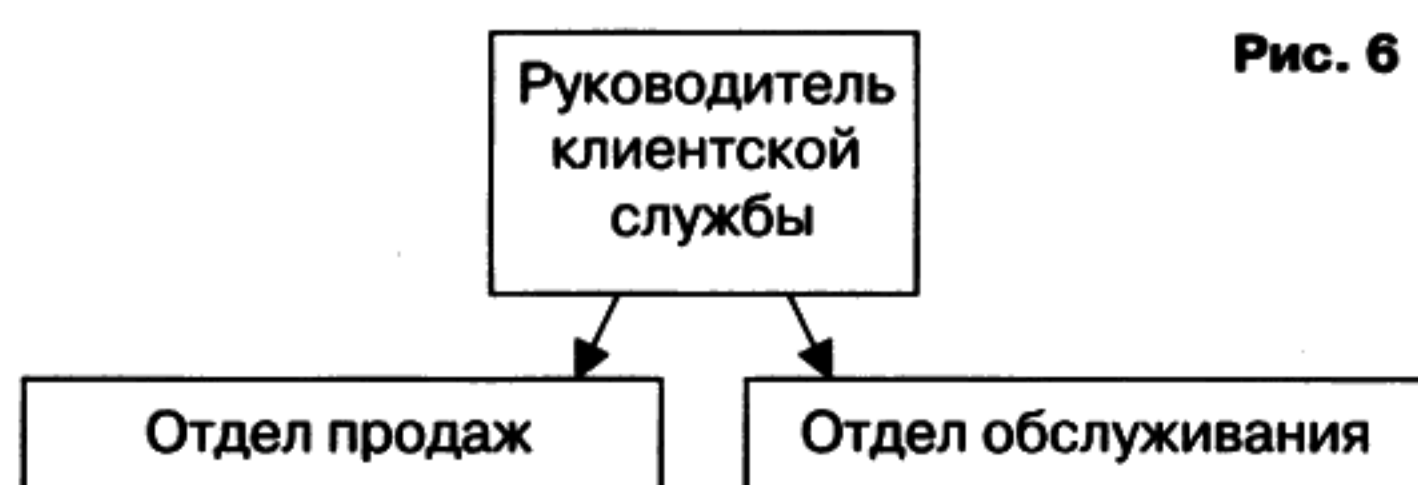 Рис. 6
Руководитель
клиентской
службы
Отдел продаж
Отдел обслуживания